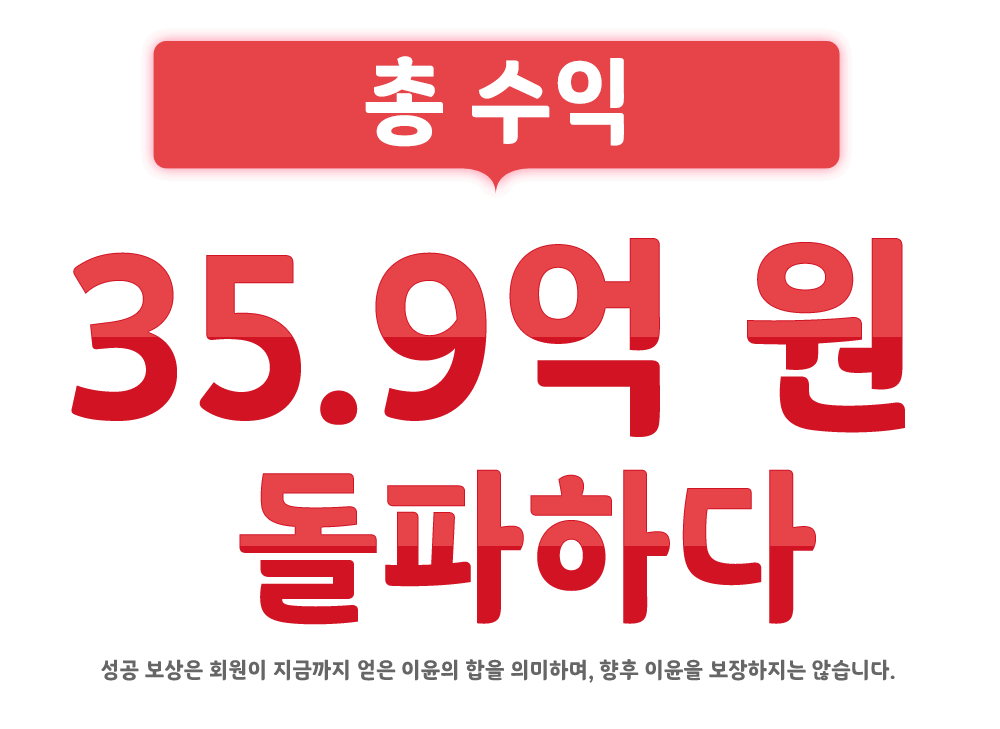 총 수익
35.9억 원
돌파하다
성공 보상은 회원이 지금까지 얻은 이윤의 합을 의미하며, 향후 이윤을 보장하지는 않습니다.